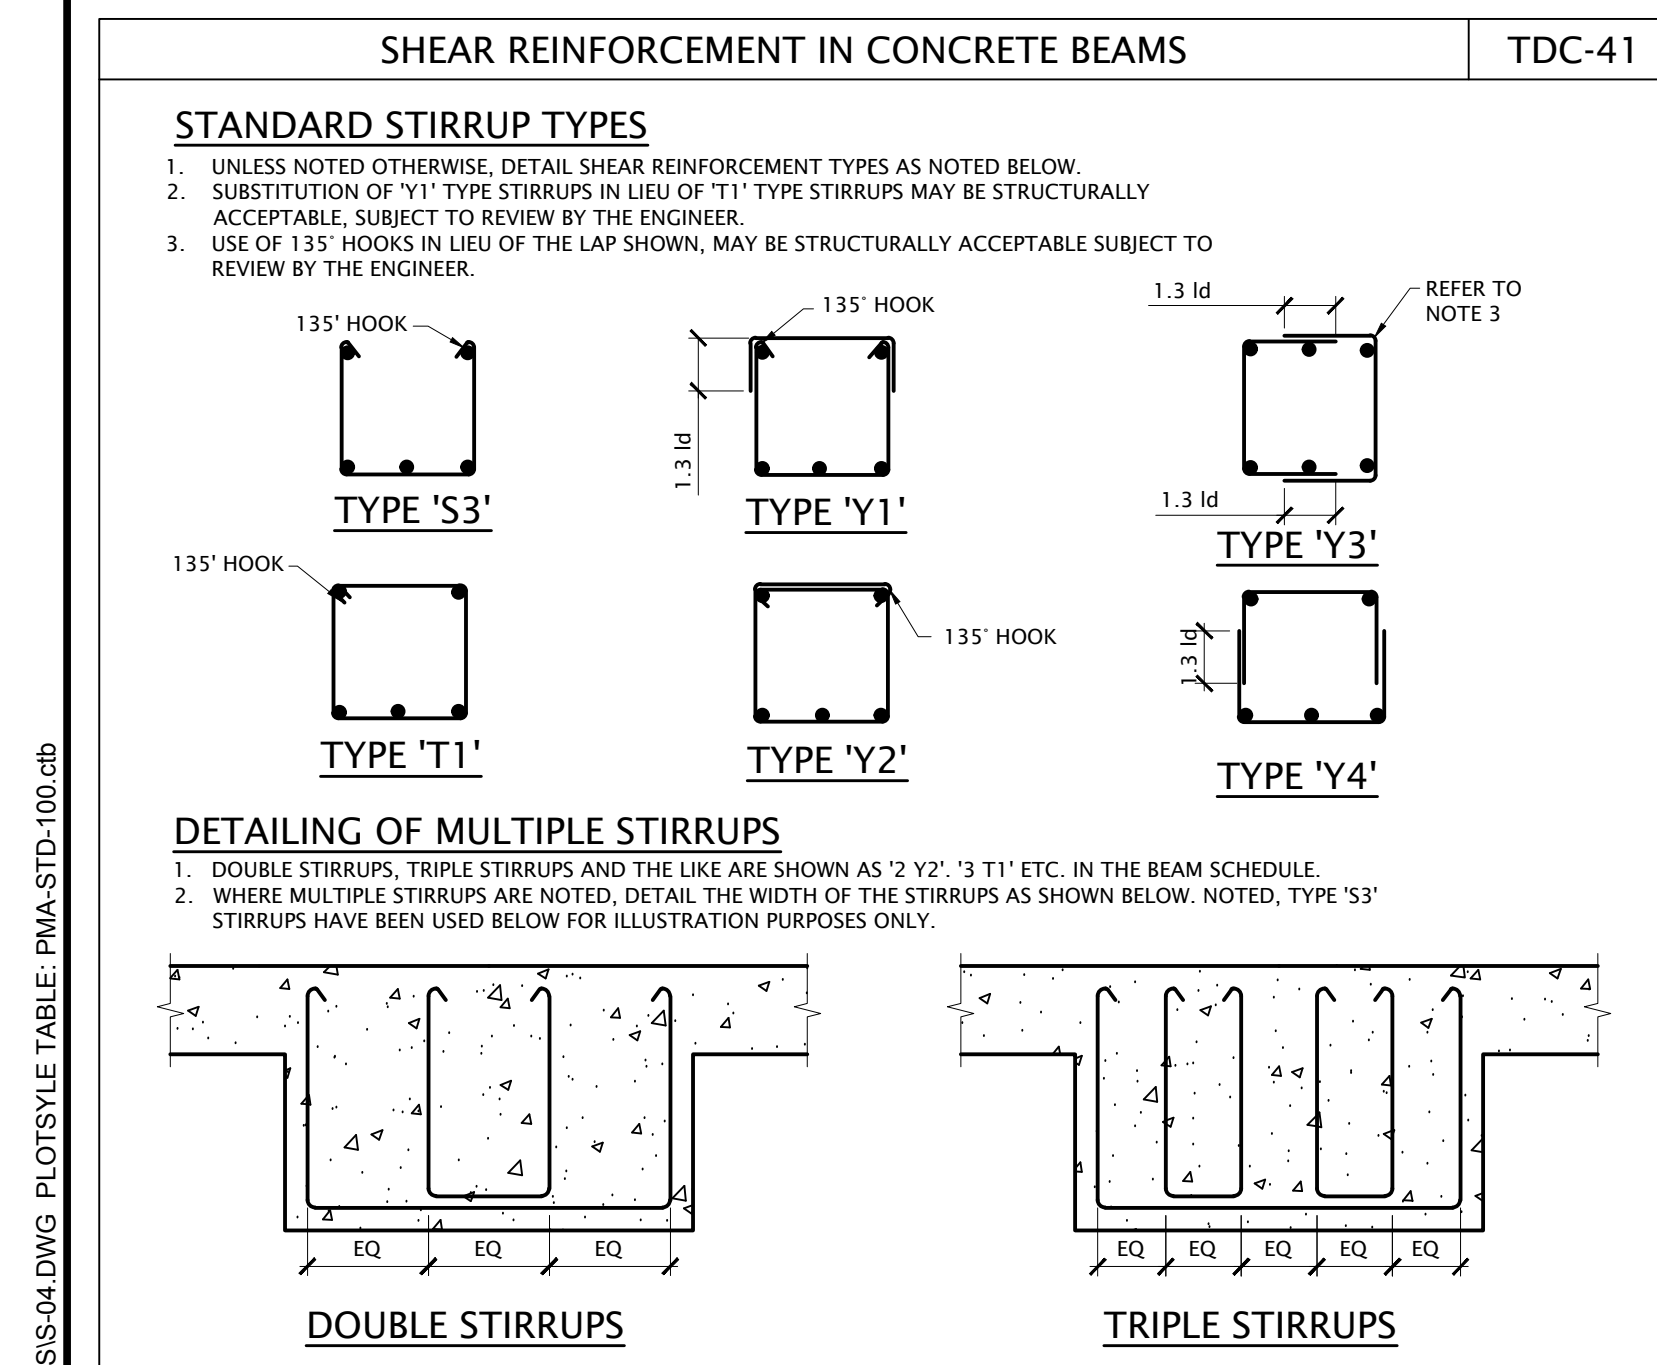 SHEAR REINFORCEMENT IN CONCRETE BEAMS
TDC-41
STANDARD STIRRUP TYPES
1. UNLESS NOTED OTHERWISE, DETAIL SHEAR REINFORCEMENT TYPES AS NOTED BELOW.
2. SUBSTITUTION OF 'Y1' TYPE STIRRUPS IN LIEU OF 'T1' TYPE STIRRUPS MAY BE STRUCTURALLY
ACCEPTABLE, SUBJECT TO REVIEW BY THE ENGINEER.
3. USE OF 135° HOOKS IN LIEU OF THE LAP SHOWN, MAY BE STRUCTURALLY ACCEPTABLE SUBJECT TO
REVIEW BY THE ENGINEER.
135' HOOK
TYPE 'S3'
135° HOOK
1.3 ld
TYPE 'Y1'
1.3 ld
REFER TO
NOTE 3
1.3 ld
TYPE 'Y3'
135' HOOK
TYPE 'T1'
135° HOOK
TYPE 'Y2'
1.3 ld
TYPE 'Y4'
DETAILING OF MULTIPLE STIRRUPS
1. DOUBLE STIRRUPS, TRIPLE STIRRUPS AND THE LIKE ARE SHOWN AS '2 Y2'. '3 T1' ETC. IN THE BEAM SCHEDULE.
2. WHERE MULTIPLE STIRRUPS ARE NOTED, DETAIL THE WIDTH OF THE STIRRUPS AS SHOWN BELOW. NOTED, TYPE 'S3'
STIRRUPS HAVE BEEN USED BELOW FOR ILLUSTRATION PURPOSES ONLY.
EQ EQ EQ
DOUBLE STIRRUPS
EQ EQ EQ EQ EQ
TRIPLE STIRRUPS
S\S-04.DWG PLOTSYLE TABLE: PMA-STD-100.ctb